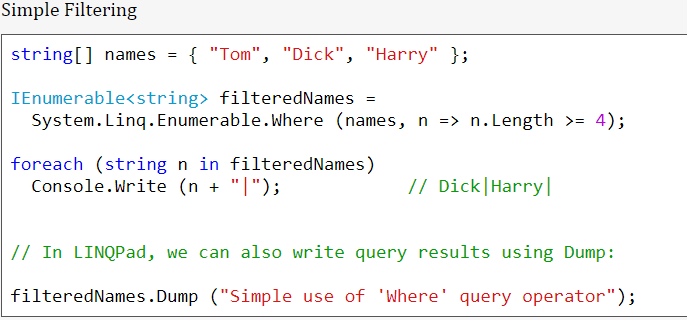 Simple Filtering
string[] names = { "Tom", "Dick", "Harry" };
IEnumerable<string> filteredNames =
  System.Linq.Enumerable.Where (names, n => n.Length >= 4);
foreach (string n in filteredNames)
  Console.Write (n + "|");            // Dick|Harry|
// In LINQPad, we can also write query results using Dump:
filteredNames.Dump ("Simple use of 'Where' query operator");